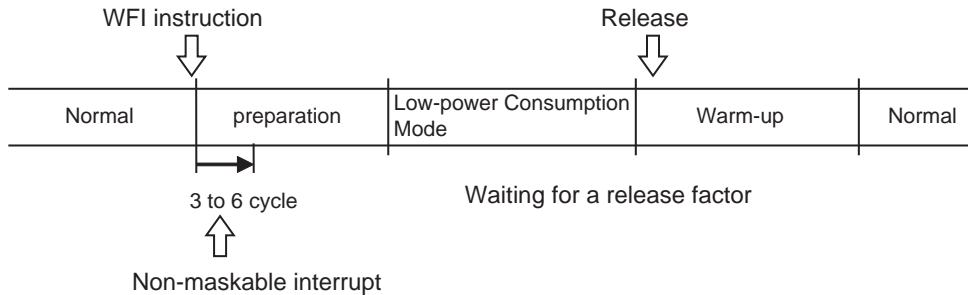 WFI instruction
Release
Normal
preparation
Low-power Consumption
Mode
Warm-up
Normal
3 to 6 cycle
Waiting for a release factor
Non-maskable interrupt